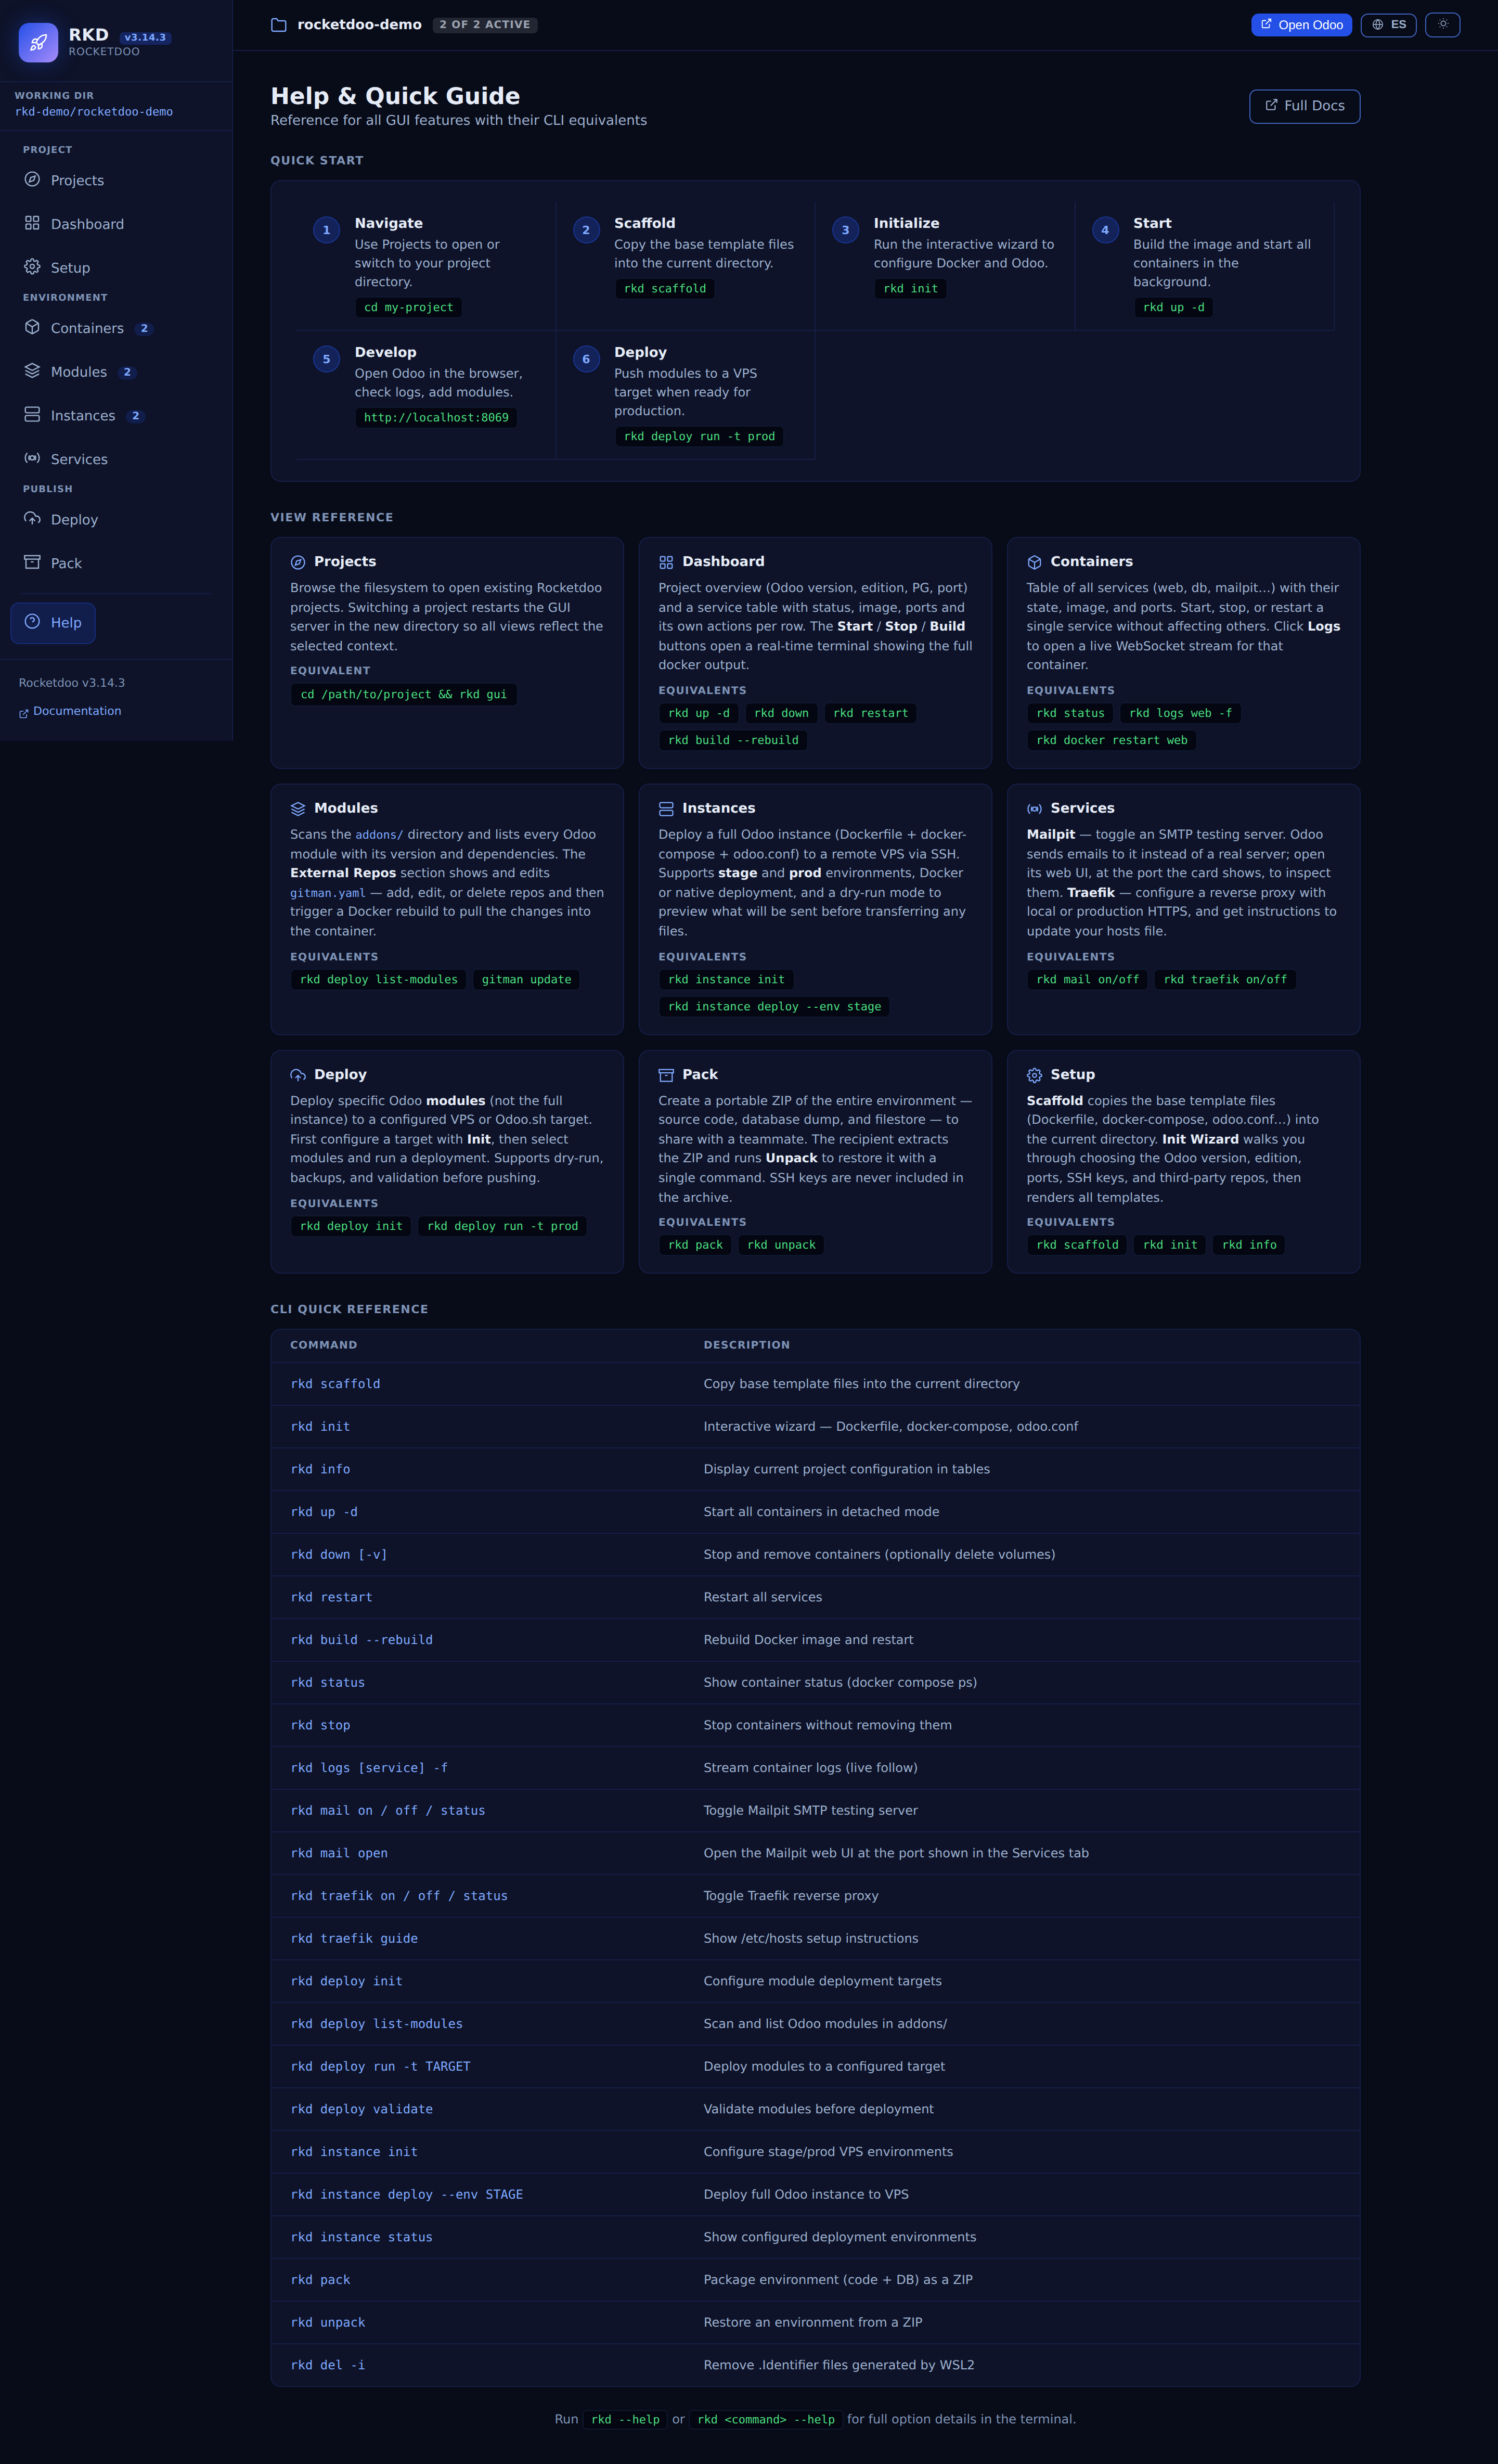 RKD v3.14.3
ROCKETDOO
WORKING DIR
rkd-demo/rocketdoo-demo
PROJECT
Projects
Dashboard
Setup
ENVIRONMENT
Containers 2
Modules 2
Instances 2
Services
PUBLISH
Deploy
Pack
Help
Rocketdoo v3.14.3
Documentation
rocketdoo-demo 2 OF 2 ACTIVE
Open Odoo
ES
Help & Quick Guide
Reference for all GUI features with their CLI equivalents
Full Docs
QUICK START
1
Navigate
Use Projects to open or
switch to your project
directory.
cd my-project
2
Scaffold
Copy the base template files
into the current directory.
rkd scaffold
3
Initialize
Run the interactive wizard to
configure Docker and Odoo.
rkd init
4
Start
Build the image and start all
containers in the
background.
rkd up -d
5
Develop
Open Odoo in the browser,
check logs, add modules.
http://localhost:8069
6
Deploy
Push modules to a VPS
target when ready for
production.
rkd deploy run -t prod
VIEW REFERENCE
Projects
Browse the filesystem to open existing Rocketdoo
projects. Switching a project restarts the GUI
server in the new directory so all views reflect the
selected context.
EQUIVALENT
cd /path/to/project && rkd gui
Dashboard
Project overview (Odoo version, edition, PG, port)
and a service table with status, image, ports and
its own actions per row. The Start / Stop / Build
buttons open a real-time terminal showing the full
docker output.
EQUIVALENTS
rkd up -d rkd down rkd restart
rkd build --rebuild
Containers
Table of all services (web, db, mailpit…) with their
state, image, and ports. Start, stop, or restart a
single service without affecting others. Click Logs
to open a live WebSocket stream for that
container.
EQUIVALENTS
rkd status rkd logs web -f
rkd docker restart web
Modules
Scans the addons/ directory and lists every Odoo
module with its version and dependencies. The
External Repos section shows and edits
gitman.yaml — add, edit, or delete repos and then
trigger a Docker rebuild to pull the changes into
the container.
EQUIVALENTS
rkd deploy list-modules gitman update
Instances
Deploy a full Odoo instance (Dockerfile + docker-
compose + odoo.conf) to a remote VPS via SSH.
Supports stage and prod environments, Docker
or native deployment, and a dry-run mode to
preview what will be sent before transferring any
files.
EQUIVALENTS
rkd instance init
rkd instance deploy --env stage
Services
Mailpit — toggle an SMTP testing server. Odoo
sends emails to it instead of a real server; open
its web UI, at the port the card shows, to inspect
them. Traefik — configure a reverse proxy with
local or production HTTPS, and get instructions to
update your hosts file.
EQUIVALENTS
rkd mail on/off rkd traefik on/off
Deploy
Deploy specific Odoo modules (not the full
instance) to a configured VPS or Odoo.sh target.
First configure a target with Init, then select
modules and run a deployment. Supports dry-run,
backups, and validation before pushing.
EQUIVALENTS
rkd deploy init rkd deploy run -t prod
Pack
Create a portable ZIP of the entire environment —
source code, database dump, and filestore — to
share with a teammate. The recipient extracts
the ZIP and runs Unpack to restore it with a
single command. SSH keys are never included in
the archive.
EQUIVALENTS
rkd pack rkd unpack
Setup
Scaffold copies the base template files
(Dockerfile, docker-compose, odoo.conf…) into
the current directory. Init Wizard walks you
through choosing the Odoo version, edition,
ports, SSH keys, and third-party repos, then
renders all templates.
EQUIVALENTS
rkd scaffold rkd init rkd info
CLI QUICK REFERENCE
COMMAND DESCRIPTION
rkd scaffold Copy base template files into the current directory
rkd init Interactive wizard — Dockerfile, docker-compose, odoo.conf
rkd info Display current project configuration in tables
rkd up -d Start all containers in detached mode
rkd down [-v] Stop and remove containers (optionally delete volumes)
rkd restart Restart all services
rkd build --rebuild Rebuild Docker image and restart
rkd status Show container status (docker compose ps)
rkd stop Stop containers without removing them
rkd logs [service] -f Stream container logs (live follow)
rkd mail on / off / status Toggle Mailpit SMTP testing server
rkd mail open Open the Mailpit web UI at the port shown in the Services tab
rkd traefik on / off / status Toggle Traefik reverse proxy
rkd traefik guide Show /etc/hosts setup instructions
rkd deploy init Configure module deployment targets
rkd deploy list-modules Scan and list Odoo modules in addons/
rkd deploy run -t TARGET Deploy modules to a configured target
rkd deploy validate Validate modules before deployment
rkd instance init Configure stage/prod VPS environments
rkd instance deploy --env STAGE Deploy full Odoo instance to VPS
rkd instance status Show configured deployment environments
rkd pack Package environment (code + DB) as a ZIP
rkd unpack Restore an environment from a ZIP
rkd del -i Remove .Identifier files generated by WSL2
Run rkd --help or rkd <command> --help for full option details in the terminal.